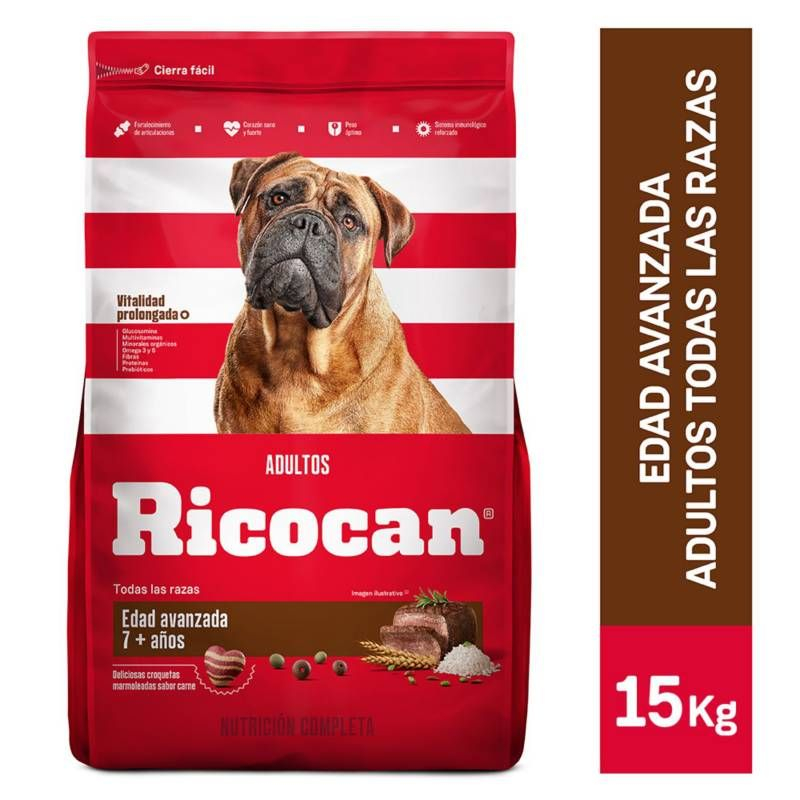 Cierra fácil
Fortalecimiento
de articulaciones
Corazón sano
y fuerte
Peso
óptimo
Sistema inmunológico
reforzado
Vitalidad
prolongada
Glucosamina
Multivitaminas
Minerales orgánicos
Omega 3 y 6
Fibras
Proteínas
Prebióticos
ADULTOS
Ricocan®
Todas las razas
Imagen ilustrativa
Edad avanzada
7 + años
Deliciosas croquetas
marmoleadas sabor carne
NUTRICIÓN COMPLETA
EDAD AVANZADA
ADULTOS TODAS LAS RAZAS
15Kg